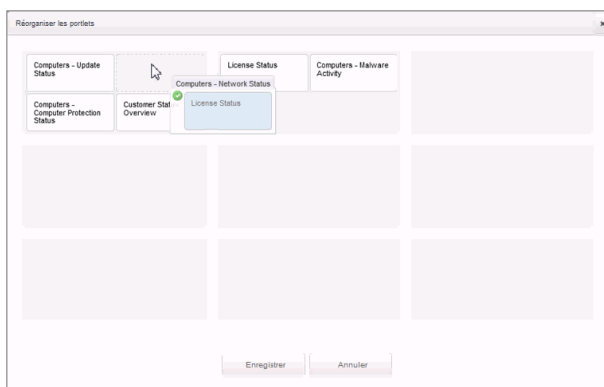 Réorganiser les portlets
Computers - Update
Status
License Status
Computers - Malware
Activity
Computers - Network Status
Computers -
Computer Protection
Status
Customer Stat
Overview
License Status
Enregistrer
Annuler